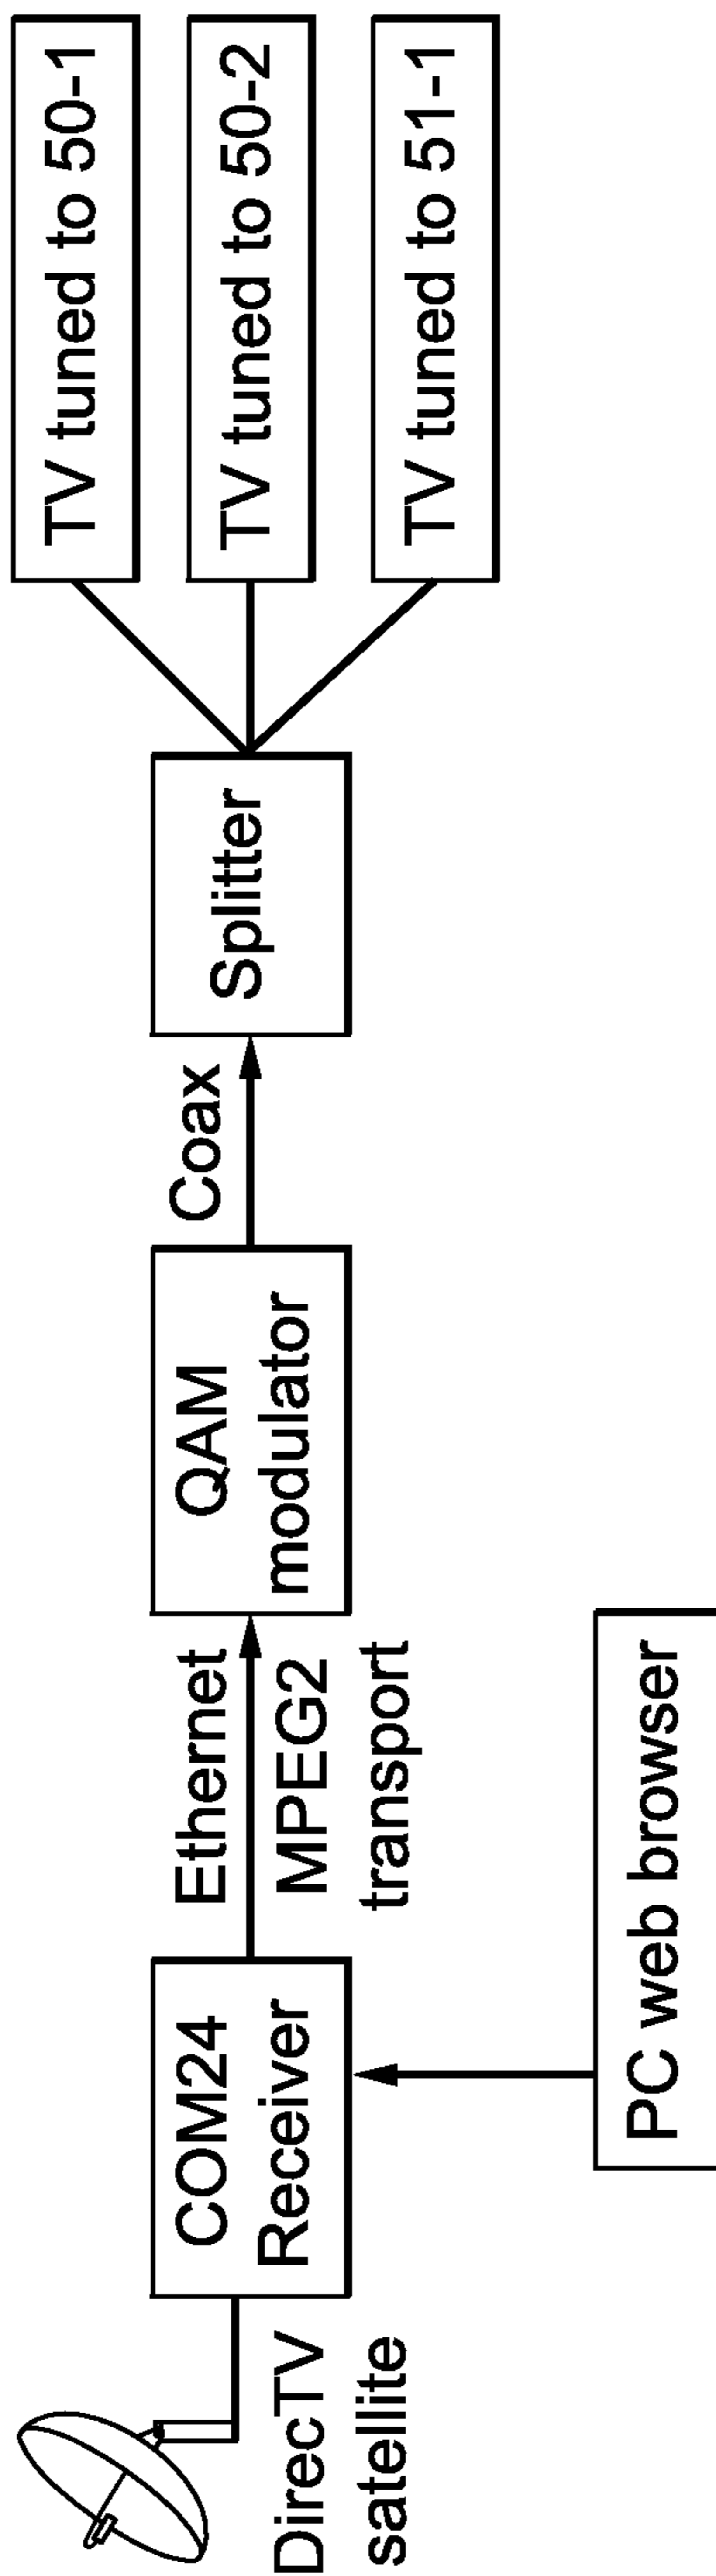 DirecTV
satellite
COM24
Receiver
PC web browser
Ethernet
MPEG2
transport
QAM
modulator
Coax
Splitter
TV tuned to 50-1
TV tuned to 50-2
TV tuned to 51-1